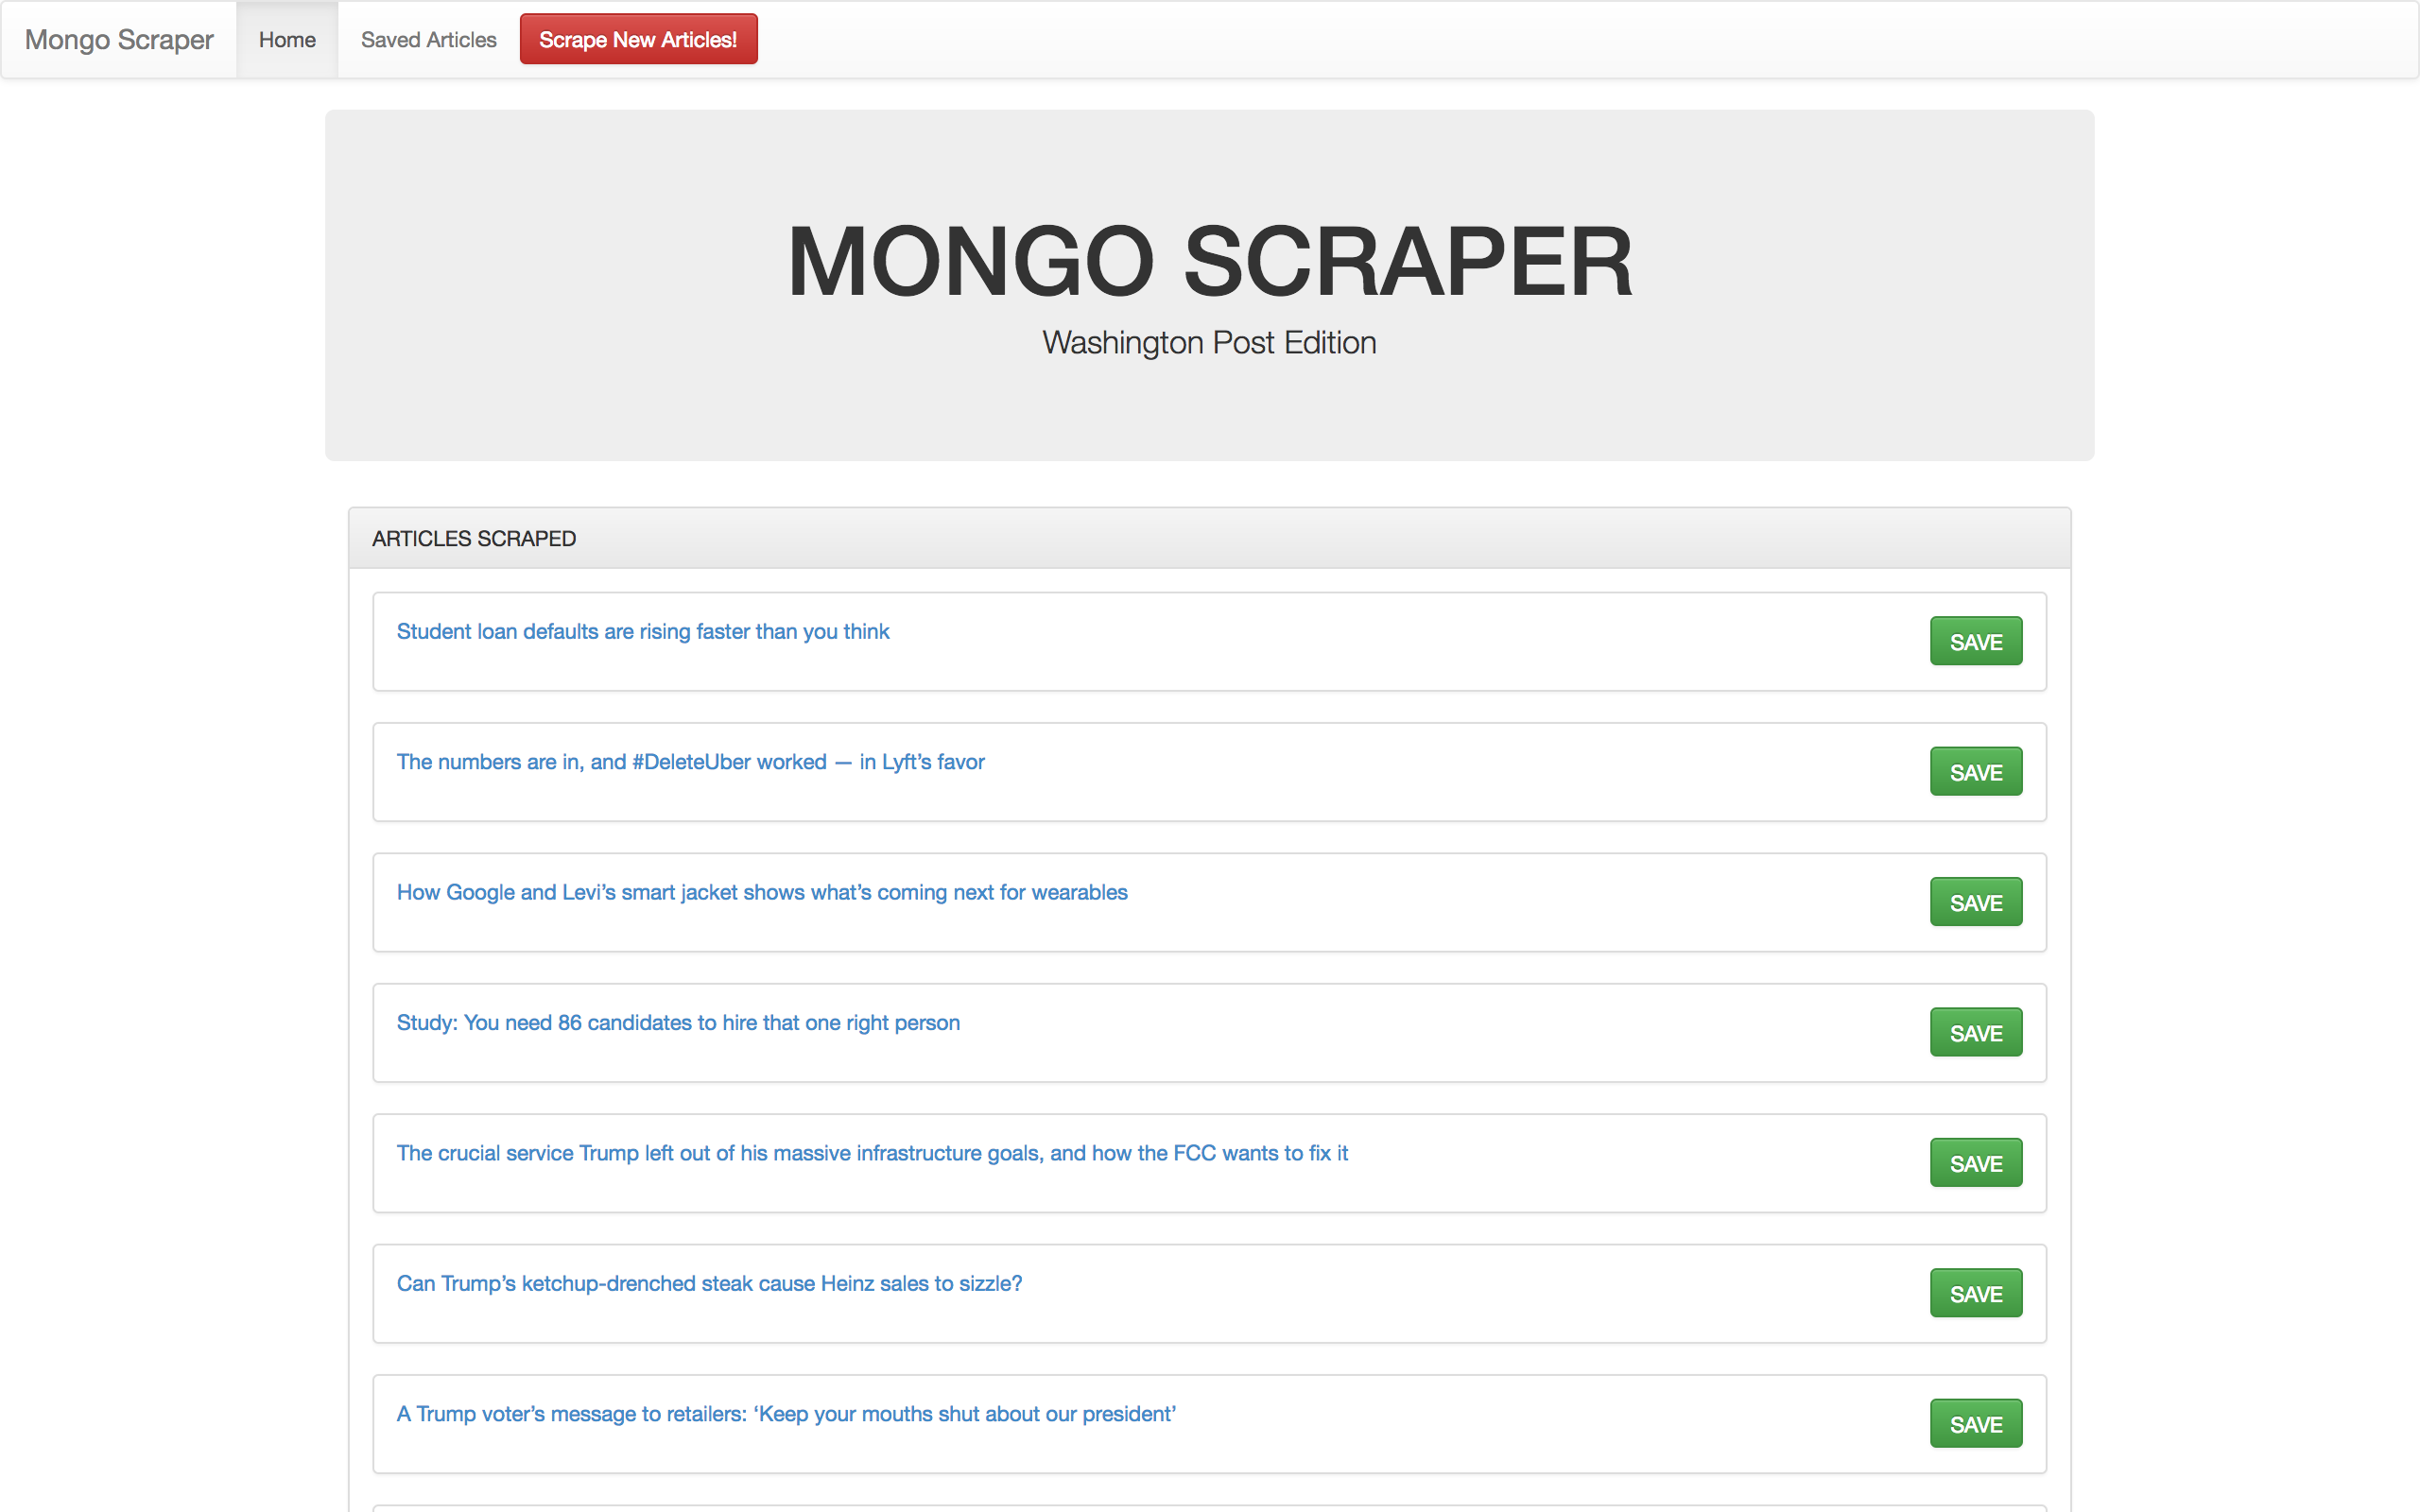 Mongo Scraper Home Saved Articles Scrape New Articles!
MONGO SCRAPER
Washington Post Edition
ARTICLES SCRAPED
Student loan defaults are rising faster than you think SAVE
The numbers are in, and #DeleteUber worked — in Lyft’s favor SAVE
How Google and Levi’s smart jacket shows what’s coming next for wearables SAVE
Study: You need 86 candidates to hire that one right person SAVE
The crucial service Trump left out of his massive infrastructure goals, and how the FCC wants to fix it SAVE
Can Trump’s ketchup-drenched steak cause Heinz sales to sizzle? SAVE
A Trump voter’s message to retailers: ‘Keep your mouths shut about our president’ SAVE